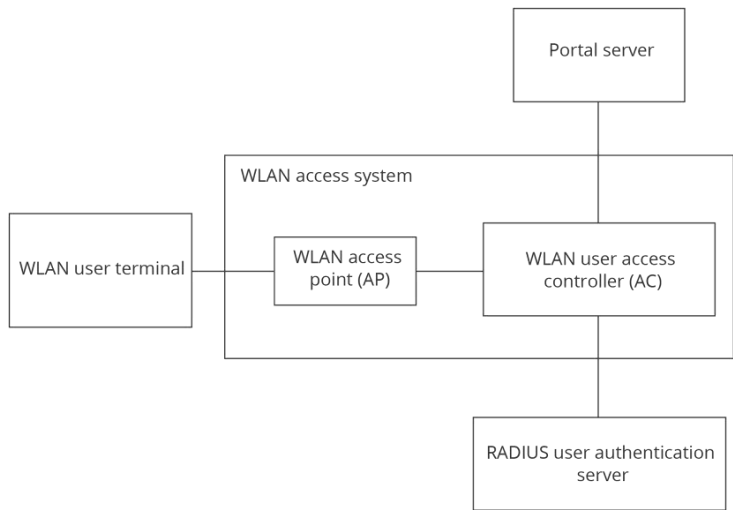 Portal server
WLAN access system
WLAN user terminal
WLAN access
point (AP)
WLAN user access
controller (AC)
RADIUS user authentication
server